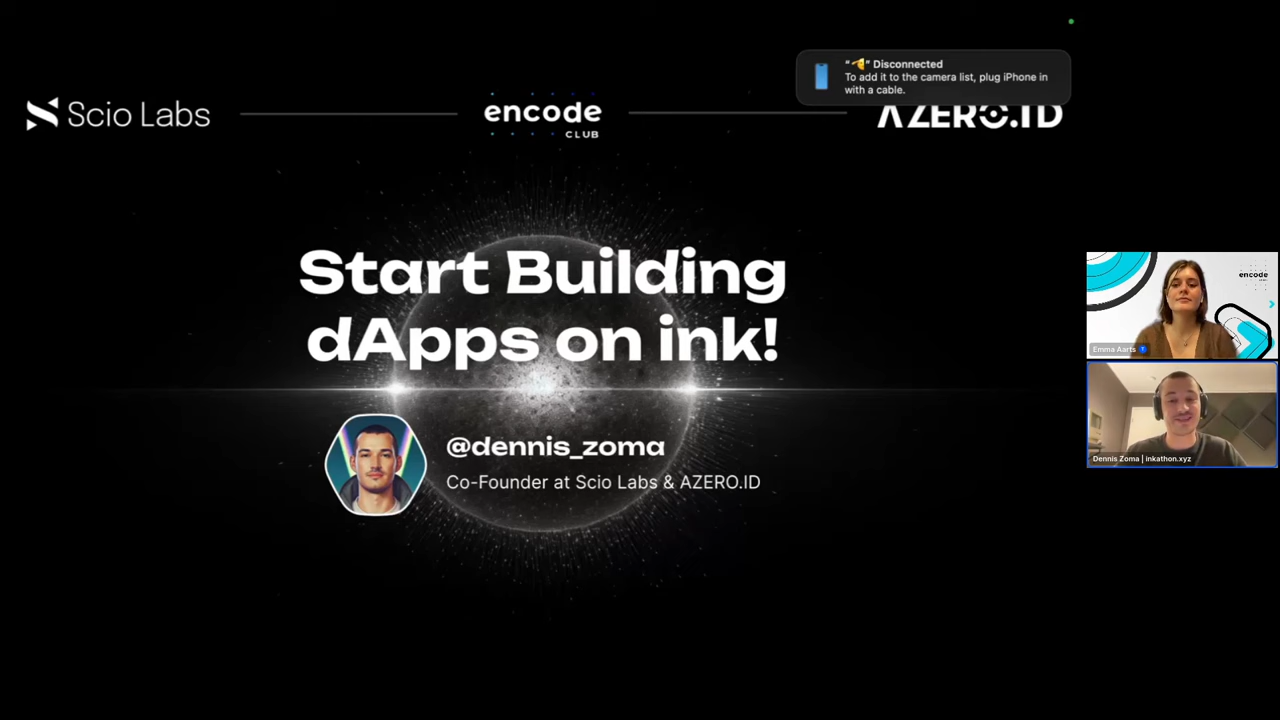 "🫱" Disconnected
To add it to the camera list, plug iPhone in
with a cable.
Scio Labs
encode
CLUB
AZERO.ID
Start Building
dApps on ink!
@dennis_zoma
Co-Founder at Scio Labs & AZERO.ID
encode
Emma Aarts
Dennis Zoma | inkathon.xyz